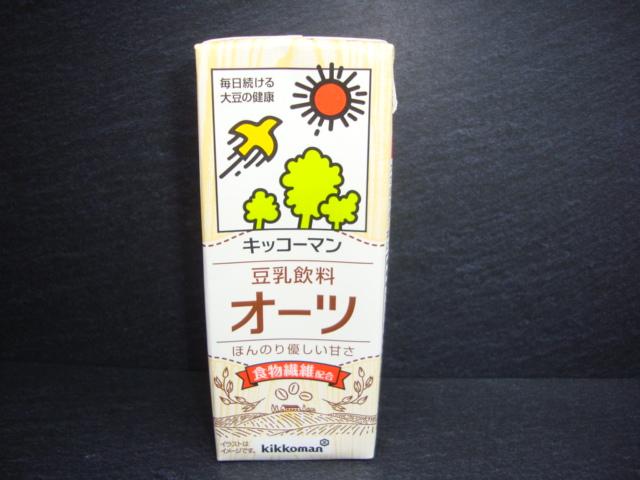 毎日続ける
大豆の健康
キッコーマン
豆乳飲料
オーツ
ほんのり優しい甘さ
食物繊維配合
イラストは
イメージです。
kikkoman